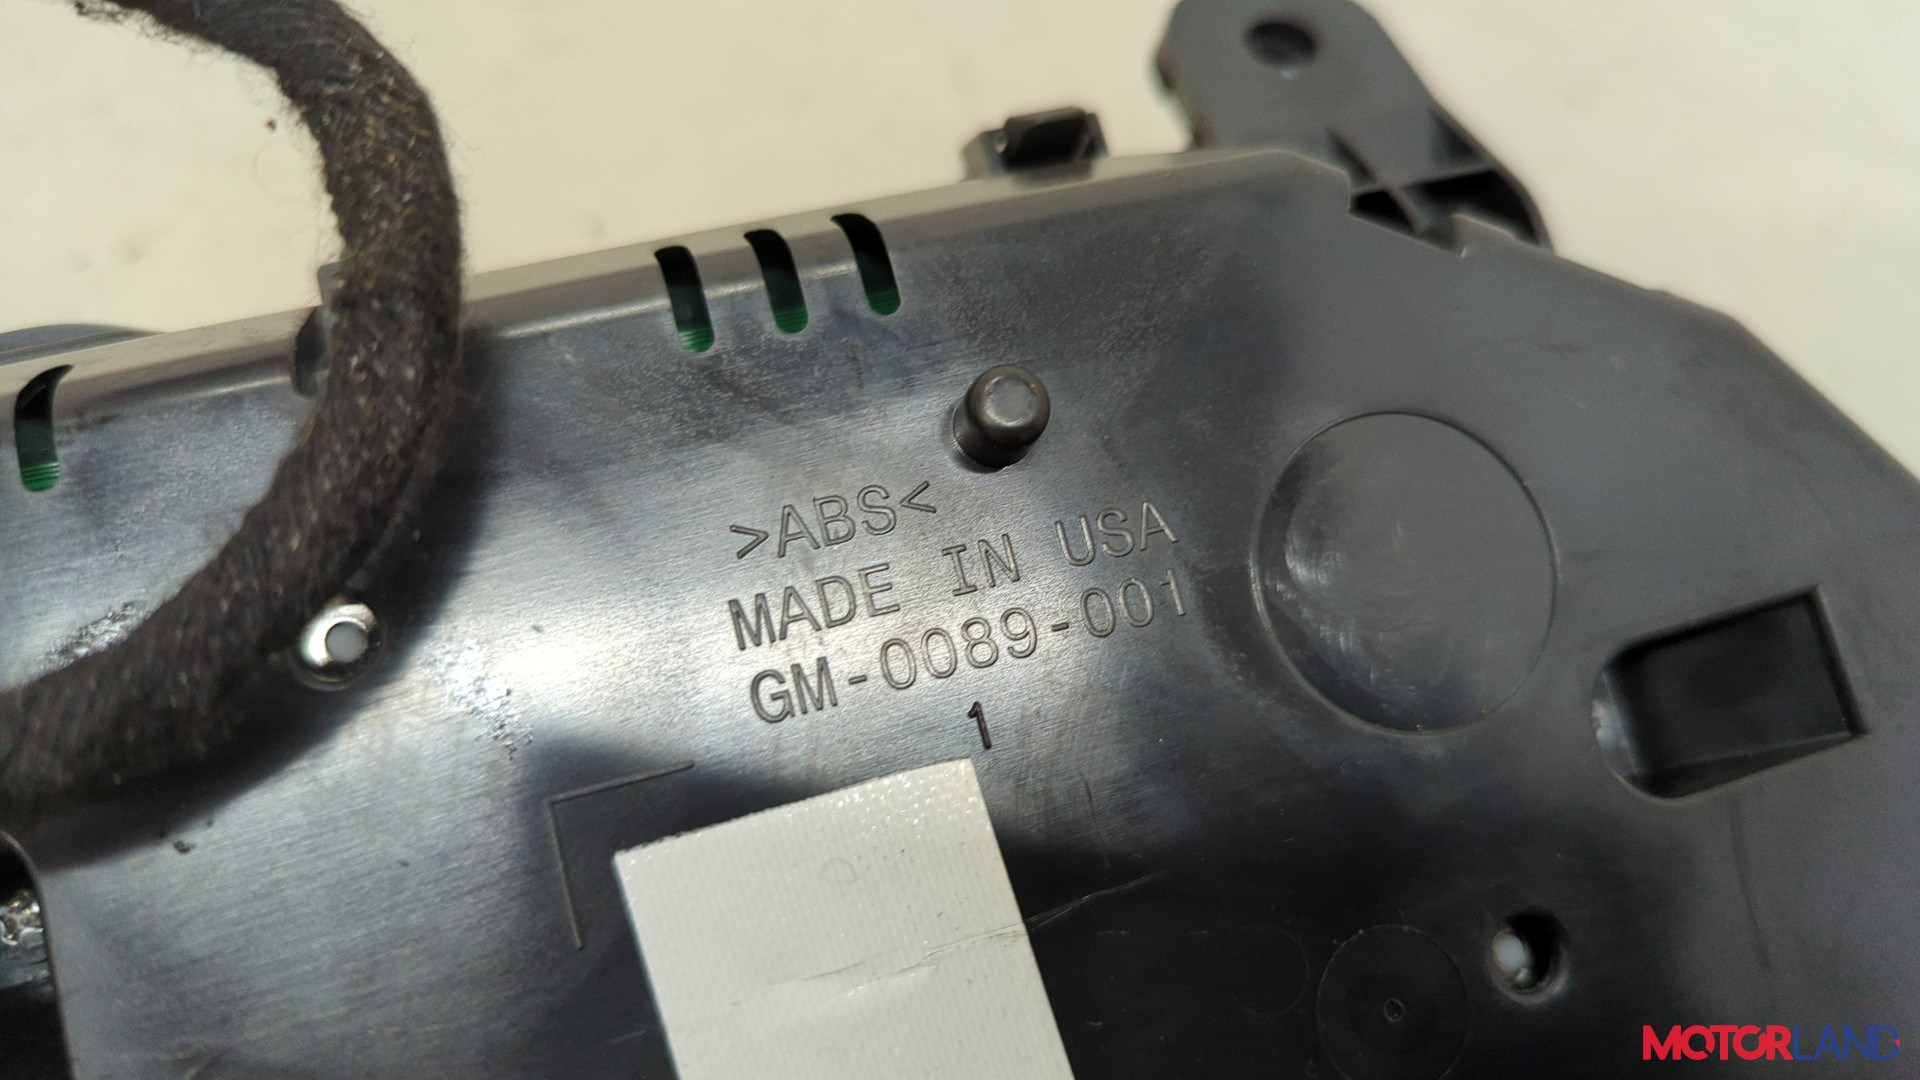 >ABS<
MADE IN USA
GM-0089-001
1
MOTORLAND